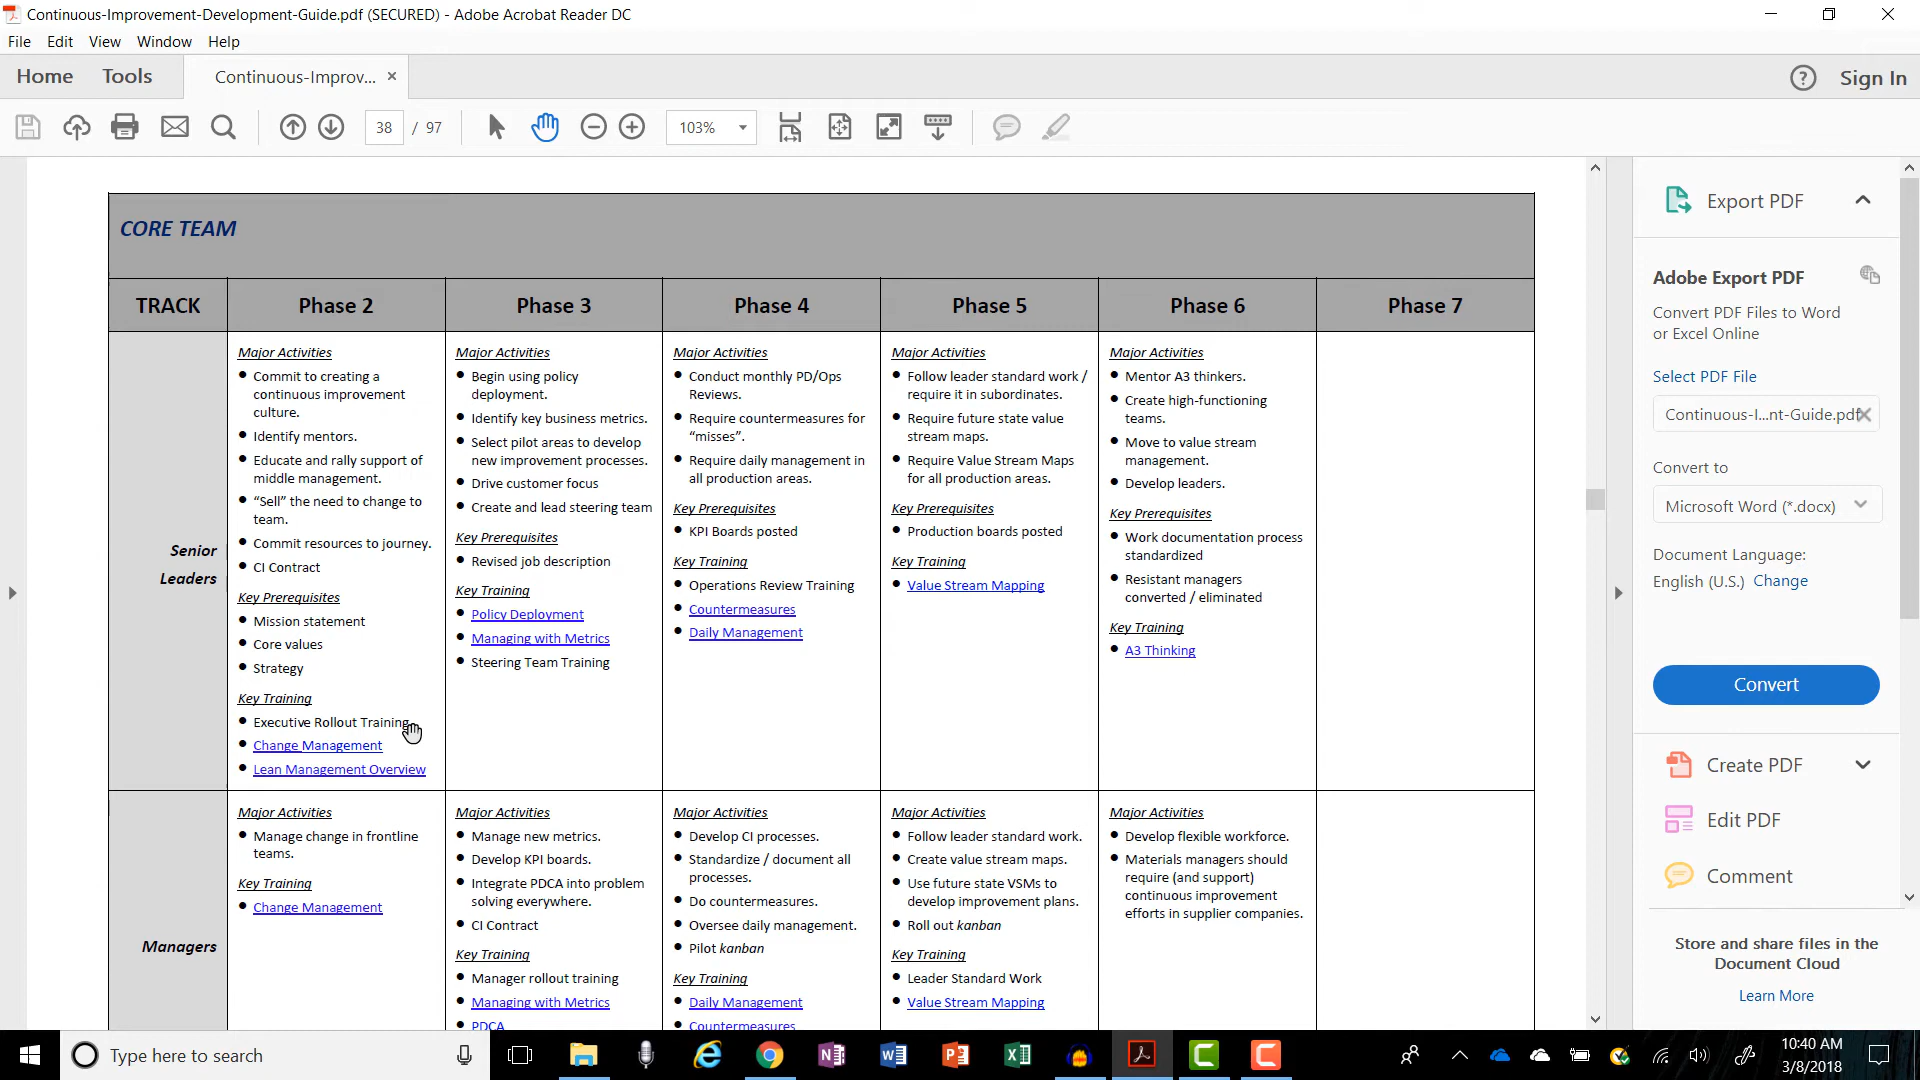 Continuous-Improvement-Development-Guide.pdf (SECURED) - Adobe Acrobat Reader DC
File Edit View Window Help
Home Tools Continuous-Improv... × Sign In
38 / 97 103%
CORE TEAM
TRACK Phase 2 Phase 3 Phase 4 Phase 5 Phase 6 Phase 7
Senior
Leaders
Major Activities
• Commit to creating a
continuous improvement
culture.
• Identify mentors.
• Educate and rally support of
middle management.
• “Sell” the need to change to
team.
• Commit resources to journey.
• CI Contract
Key Prerequisites
• Mission statement
• Core values
• Strategy
Key Training
• Executive Rollout Training
• Change Management
• Lean Management Overview
Major Activities
• Begin using policy
deployment.
• Identify key business metrics.
• Select pilot areas to develop
new improvement processes.
• Drive customer focus
• Create and lead steering team
Key Prerequisites
• Revised job description
Key Training
• Policy Deployment
• Managing with Metrics
• Steering Team Training
Major Activities
• Conduct monthly PD/Ops
Reviews.
• Require countermeasures for
“misses”.
• Require daily management in
all production areas.
Key Prerequisites
• KPI Boards posted
Key Training
• Operations Review Training
• Countermeasures
• Daily Management
Major Activities
• Follow leader standard work /
require it in subordinates.
• Require future state value
stream maps.
• Require Value Stream Maps
for all production areas.
Key Prerequisites
• Production boards posted
Key Training
• Value Stream Mapping
Major Activities
• Mentor A3 thinkers.
• Create high-functioning
teams.
• Move to value stream
management.
• Develop leaders.
Key Prerequisites
• Work documentation process
standardized
• Resistant managers
converted / eliminated
Key Training
• A3 Thinking
Managers
Major Activities
• Manage change in frontline
teams.
Key Training
• Change Management
Major Activities
• Manage new metrics.
• Develop KPI boards.
• Integrate PDCA into problem
solving everywhere.
• CI Contract
Key Training
• Manager rollout training
• Managing with Metrics
• PDCA
Major Activities
• Develop CI processes.
• Standardize / document all
processes.
• Do countermeasures.
• Oversee daily management.
• Pilot kanban
Key Training
• Daily Management
• Countermeasures
Major Activities
• Follow leader standard work.
• Create value stream maps.
• Use future state VSMs to
develop improvement plans.
• Roll out kanban
Key Training
• Leader Standard Work
• Value Stream Mapping
Major Activities
• Develop flexible workforce.
• Materials managers should
require (and support)
continuous improvement
efforts in supplier companies.
Export PDF
Adobe Export PDF
Convert PDF Files to Word
or Excel Online
Select PDF File
Continuous-I...nt-Guide.pdf
Convert to
Microsoft Word (*.docx)
Document Language:
English (U.S.) Change
Convert
Create PDF
Edit PDF
Comment
Store and share files in the
Document Cloud
Learn More
Type here to search
10:40 AM
3/8/2018